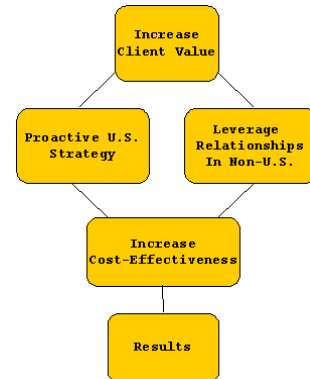 Increase
Client Value
Proactive U.S.
Strategy
Leverage
Relationships
In Non-U.S.
Increase
Cost-Effectiveness
Results